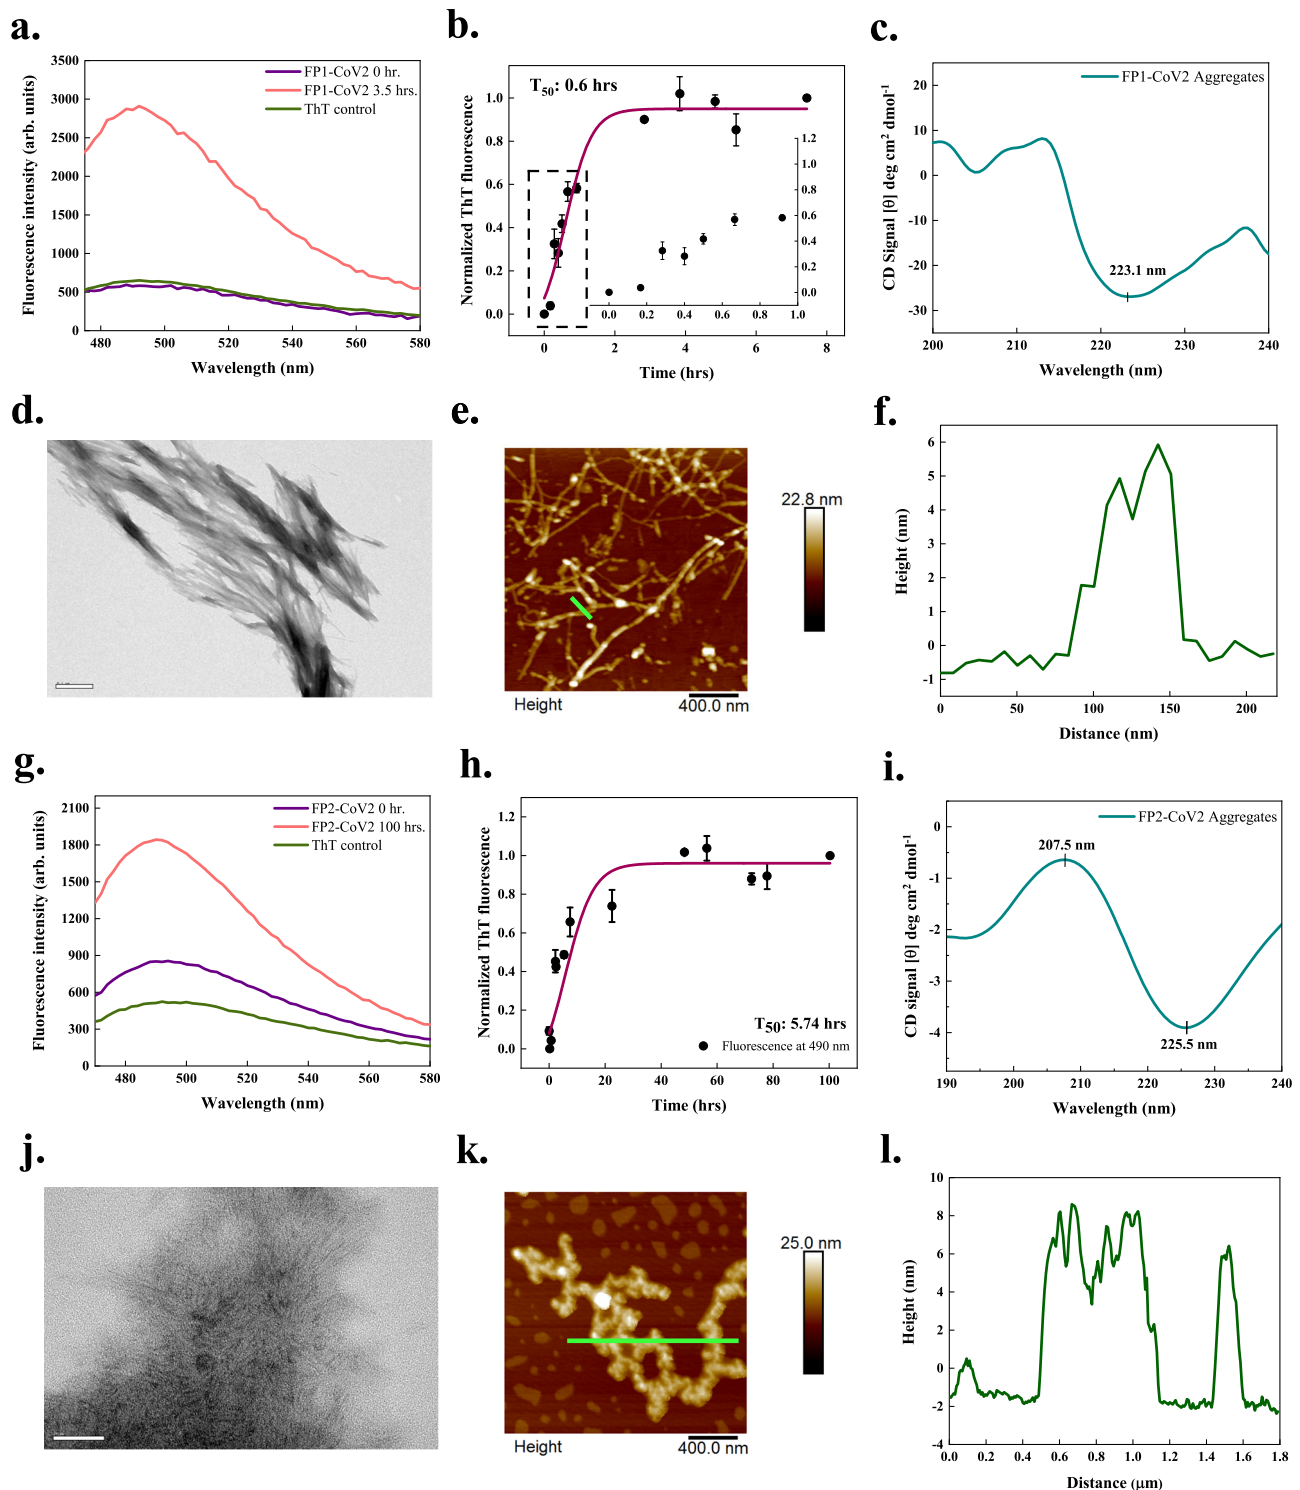 a.
3500
3000
2500
2000
1500
1000
500
0
480 500 520 540 560 580
Fluorescence intensity (arb. units)
Wavelength (nm)
FP1-CoV2 0 hr.
FP1-CoV2 3.5 hrs.
ThT control
b.
T50: 0.6 hrs
1.0
0.8
0.6
0.4
0.2
0.0
0 2 4 6 8
Normalized ThT fluorescence
Time (hrs)
1.2
1.0
0.8
0.6
0.4
0.2
0.0
0.0 0.2 0.4 0.6 0.8 1.0
c.
FP1-CoV2 Aggregates
20
10
0
-10
-20
-30
200 210 220 230 240
223.1 nm
CD Signal [θ] deg cm² dmol⁻¹
Wavelength (nm)
d.
e.
22.8 nm
Height
400.0 nm
f.
6
5
4
3
2
1
0
-1
0 50 100 150 200
Height (nm)
Distance (nm)
g.
2100
1800
1500
1200
900
600
300
0
480 500 520 540 560 580
Fluorescence intensity (arb. units)
Wavelength (nm)
FP2-CoV2 0 hr.
FP2-CoV2 100 hrs.
ThT control
h.
1.2
1.0
0.8
0.6
0.4
0.2
0.0
0 20 40 60 80 100
Normalized ThT fluorescence
Time (hrs)
T50: 5.74 hrs
Fluorescence at 490 nm
i.
FP2-CoV2 Aggregates
0
-1
-2
-3
-4
190 200 210 220 230 240
207.5 nm
225.5 nm
CD signal [θ] deg cm² dmol⁻¹
Wavelength (nm)
j.
k.
25.0 nm
Height
400.0 nm
l.
10
8
6
4
2
0
-2
-4
0.0 0.2 0.4 0.6 0.8 1.0 1.2 1.4 1.6 1.8
Height (nm)
Distance (μm)